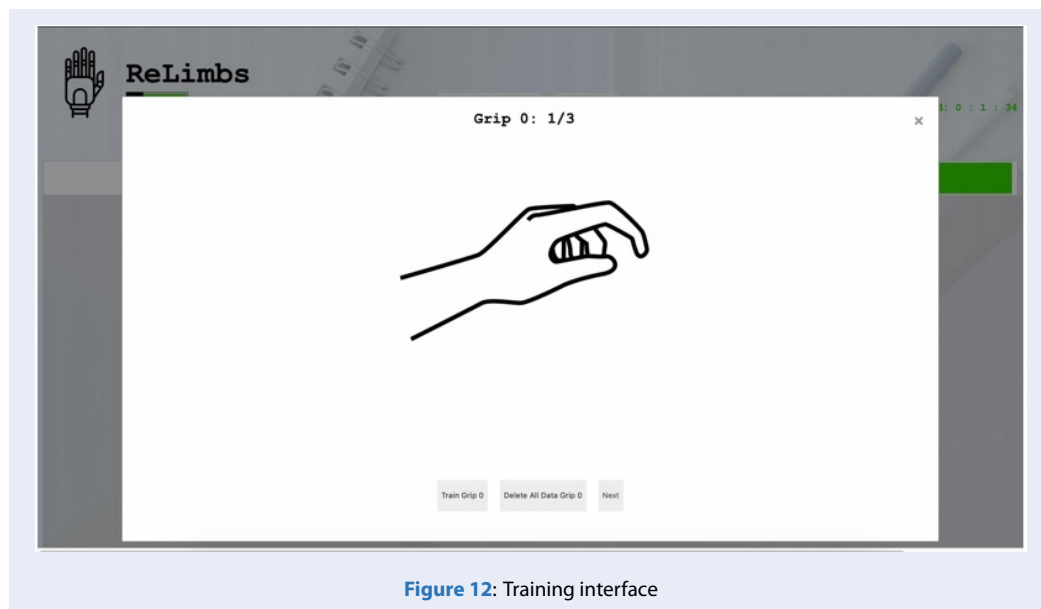 ReLimbs
Grip 0: 1/3
×
: 0 : 1 : 34
Train Grip 0
Delete All Data Grip 0
Next
Figure 12: Training interface